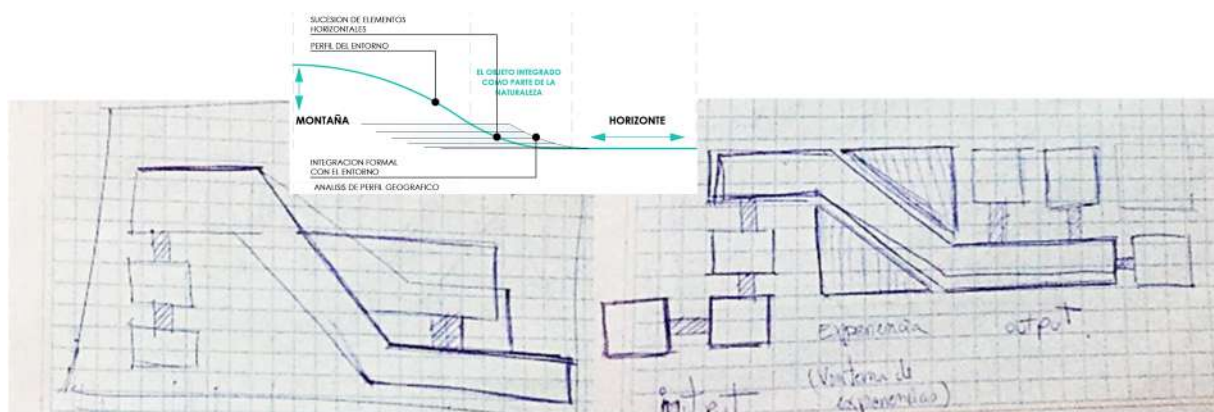 SUCESION DE ELEMENTOS
HORIZONTALES
PERFIL DEL ENTORNO
EL OBJETO INTEGRADO
COMO PARTE DE LA
NATURALEZA
MONTAÑA
HORIZONTE
INTEGRACION FORMAL
CON EL ENTORNO
ANALISIS DE PERFIL GEOGRAFICO
Experiencia
output.
input
experiencias)